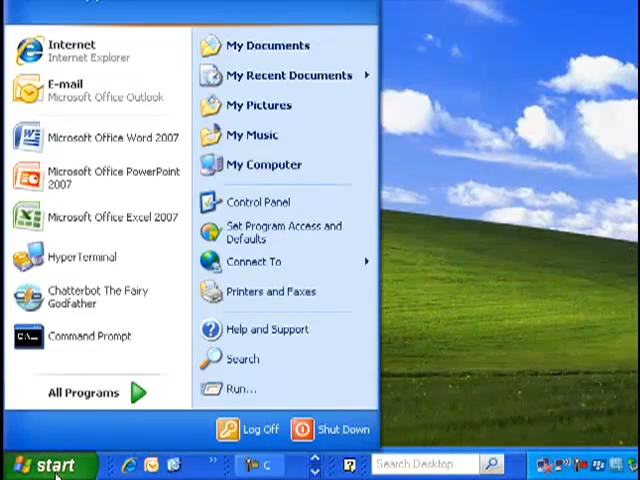 Internet
Internet Explorer
E-mail
Microsoft Office Outlook
Microsoft Office Word 2007
Microsoft Office PowerPoint
2007
Microsoft Office Excel 2007
HyperTerminal
Chatterbot The Fairy
Godfather
Command Prompt
All Programs
My Documents
My Recent Documents
My Pictures
My Music
My Computer
Control Panel
Set Program Access and
Defaults
Connect To
Printers and Faxes
Help and Support
Search
Run...
Log Off
Shut Down
start
C
Search Desktop